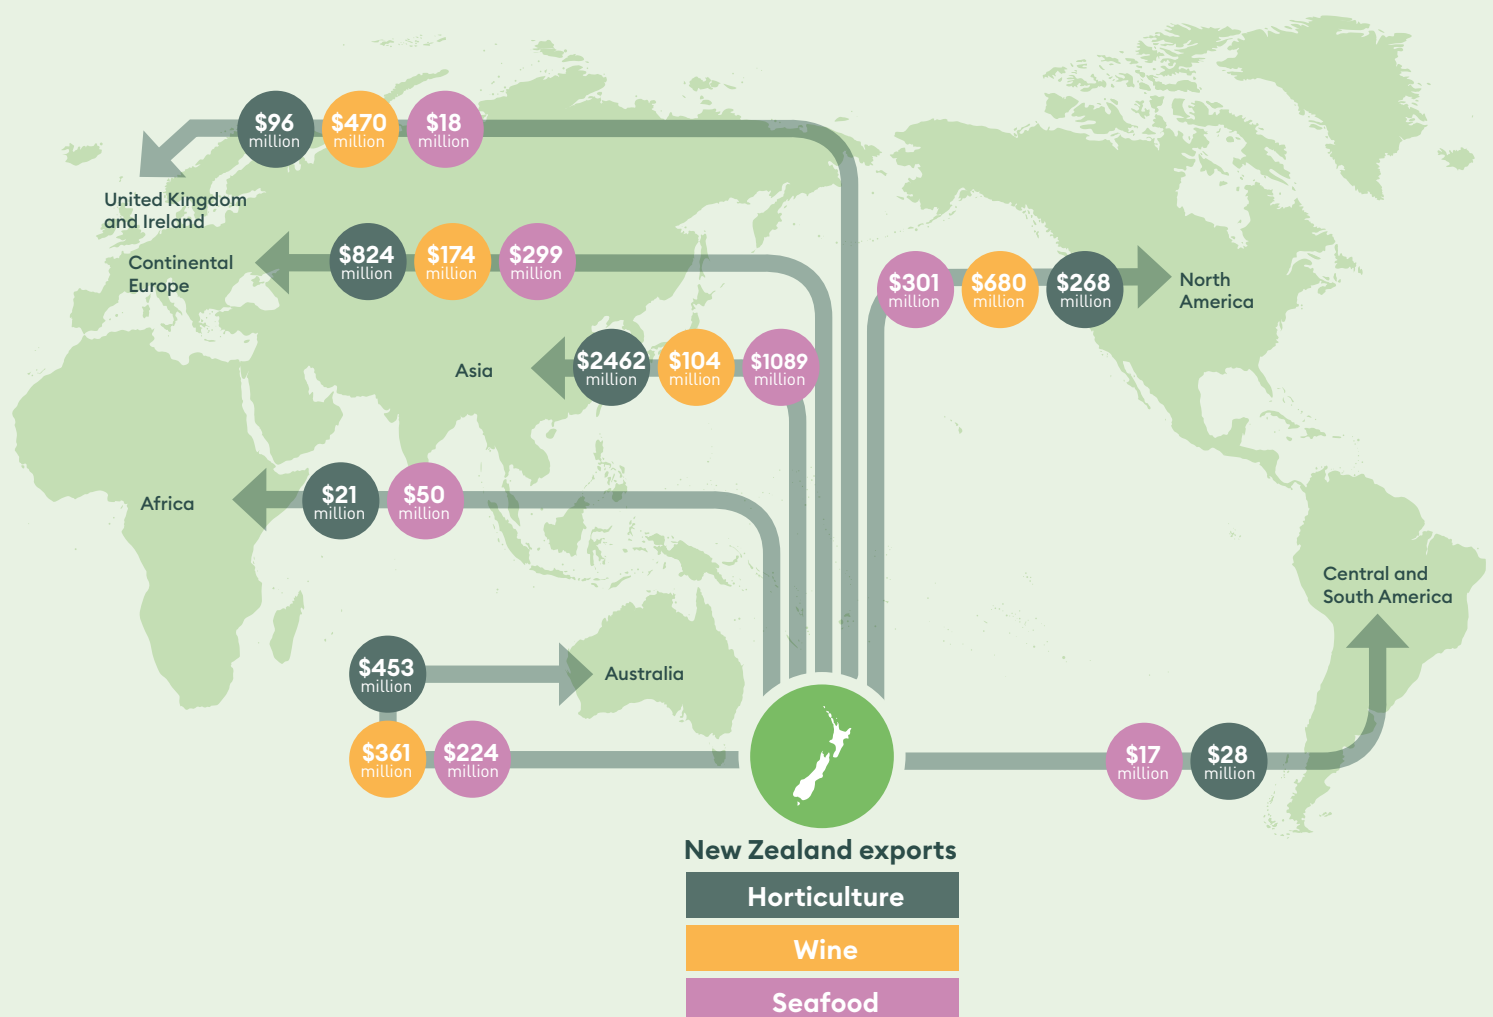 $96
million
$470
million
$18
million
United Kingdom
and Ireland
$824
million
$174
million
$299
million
Continental
Europe
$301
million
$680
million
$268
million
North
America
Asia
$2462
million
$104
million
$1089
million
Africa
$21
million
$50
million
Central and
South America
$453
million
Australia
$361
million
$224
million
$17
million
$28
million
New Zealand exports
Horticulture
Wine
Seafood